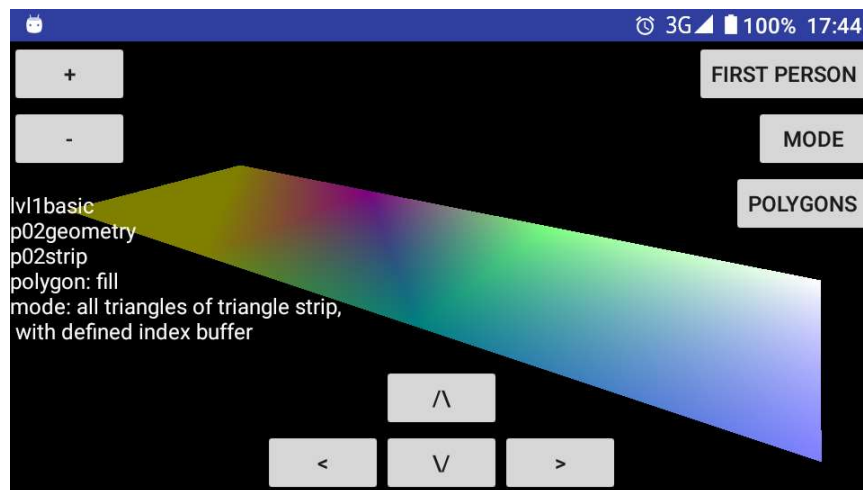 3G 100% 17:44
+
FIRST PERSON
-
MODE
POLYGONS
lvl1basic
p02geometry
p02strip
polygon: fill
mode: all triangles of triangle strip,
with defined index buffer
/\
<
\/
>